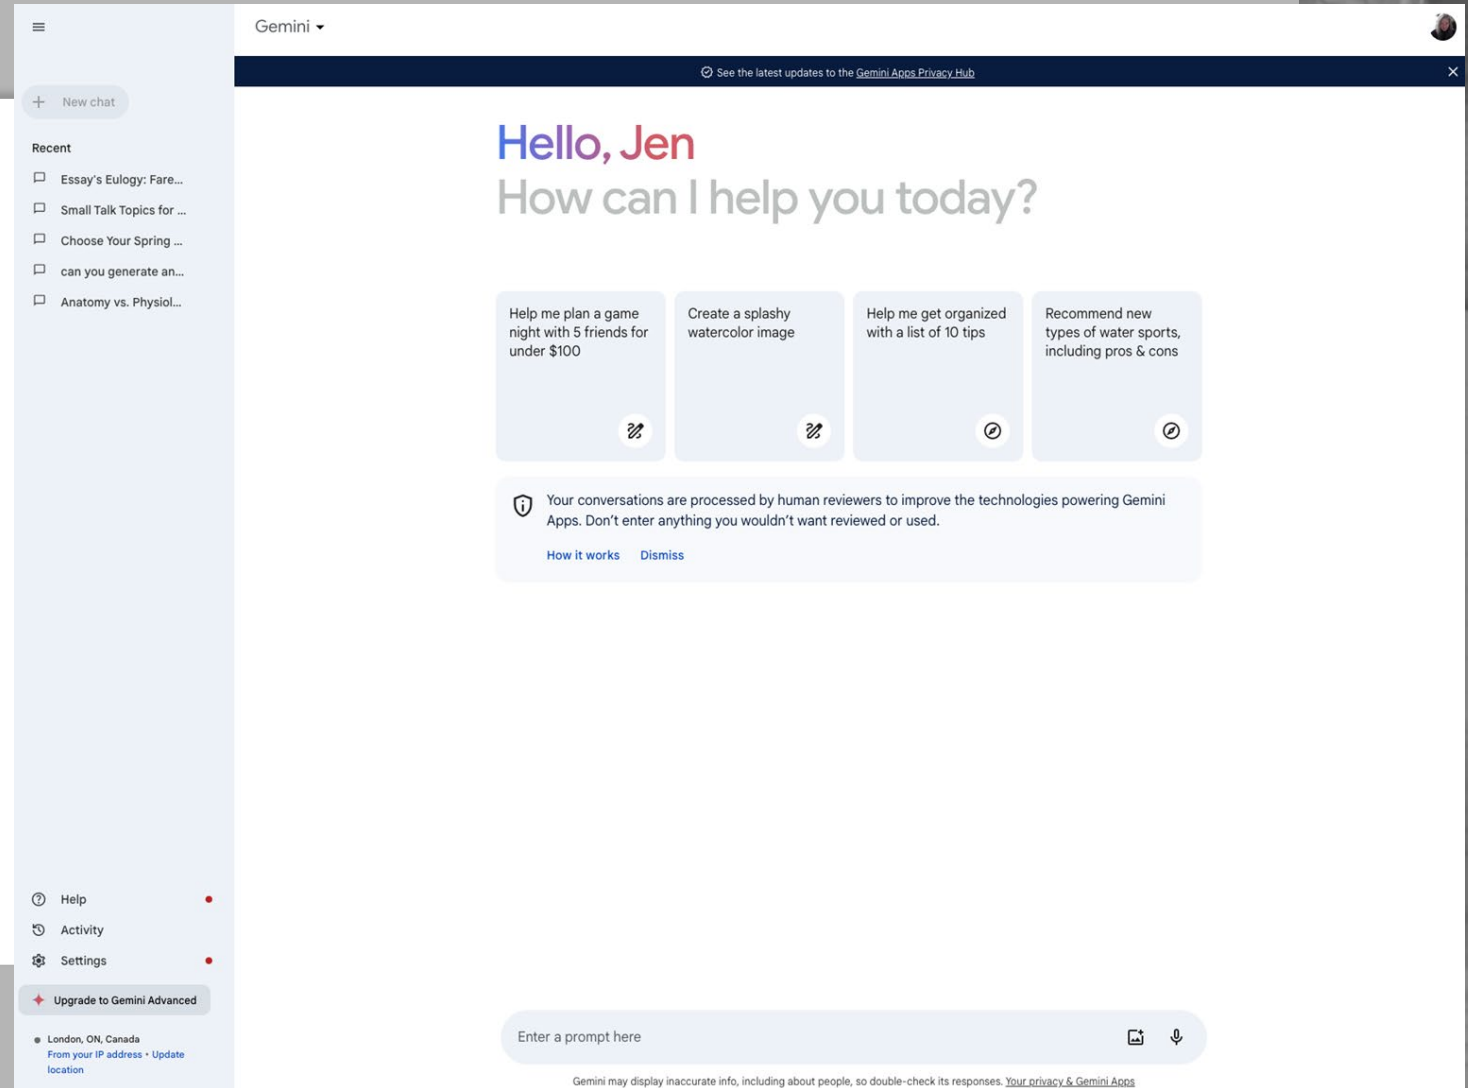 Gemini
See the latest updates to the Gemini Apps Privacy Hub
New chat
Recent
Essay's Eulogy: Fare...
Small Talk Topics for ...
Choose Your Spring ...
can you generate an...
Anatomy vs. Physiol...
Hello, Jen
How can I help you today?
Help me plan a game
night with 5 friends for
under $100
Create a splashy
watercolor image
Help me get organized
with a list of 10 tips
Recommend new
types of water sports,
including pros & cons
Your conversations are processed by human reviewers to improve the technologies powering Gemini
Apps. Don't enter anything you wouldn't want reviewed or used.
How it works Dismiss
Help
Activity
Settings
Upgrade to Gemini Advanced
London, ON, Canada
From your IP address • Update
location
Enter a prompt here
Gemini may display inaccurate info, including about people, so double-check its responses. Your privacy & Gemini Apps